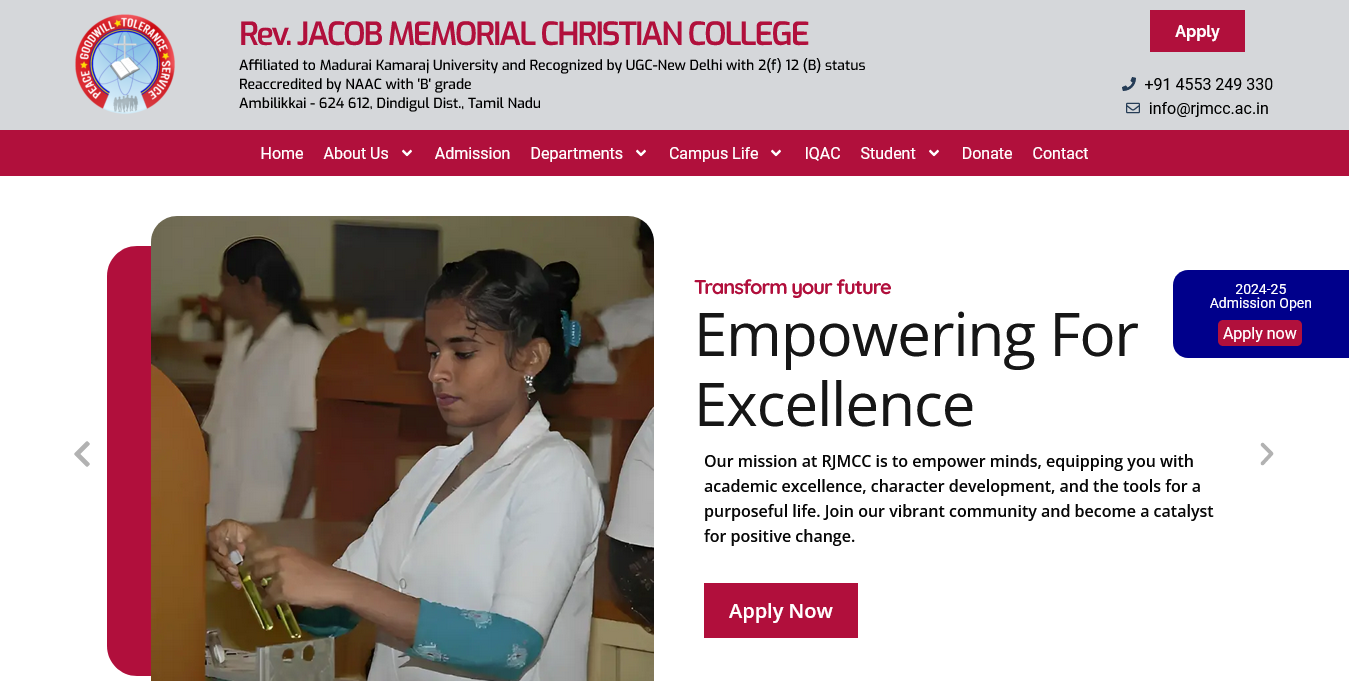 PEACE GOODWILL TOLERANCE SERVICE
Rev. JACOB MEMORIAL CHRISTIAN COLLEGE
Affiliated to Madurai Kamaraj University and Recognized by UGC-New Delhi with 2(f) 12 (B) status
Reaccredited by NAAC with 'B' grade
Ambilikkai - 624 612, Dindigul Dist., Tamil Nadu
Apply
+91 4553 249 330
info@rjmcc.ac.in
Home About Us Admission Departments Campus Life IQAC Student Donate Contact
Transform your future
Empowering For
Excellence
2024-25
Admission Open
Apply now
Our mission at RJMCC is to empower minds, equipping you with
academic excellence, character development, and the tools for a
purposeful life. Join our vibrant community and become a catalyst
for positive change.
Apply Now